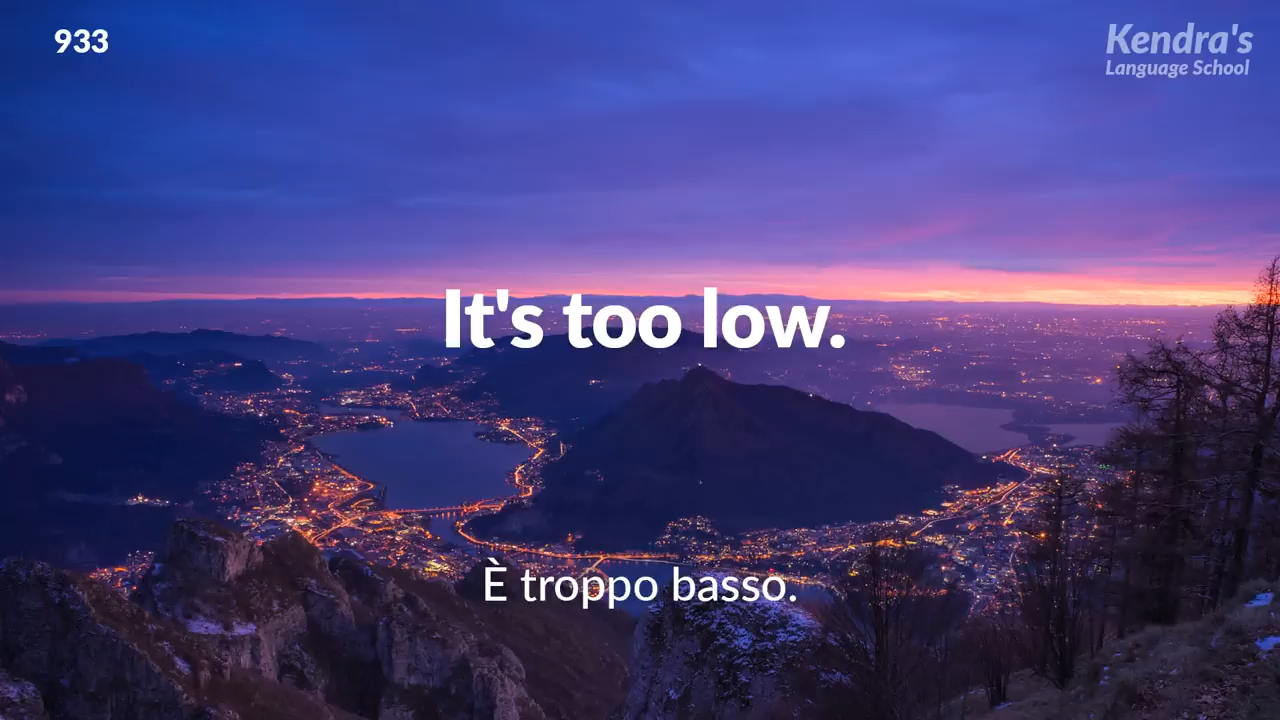 933
Kendra's
Language School
It's too low.
È troppo basso.